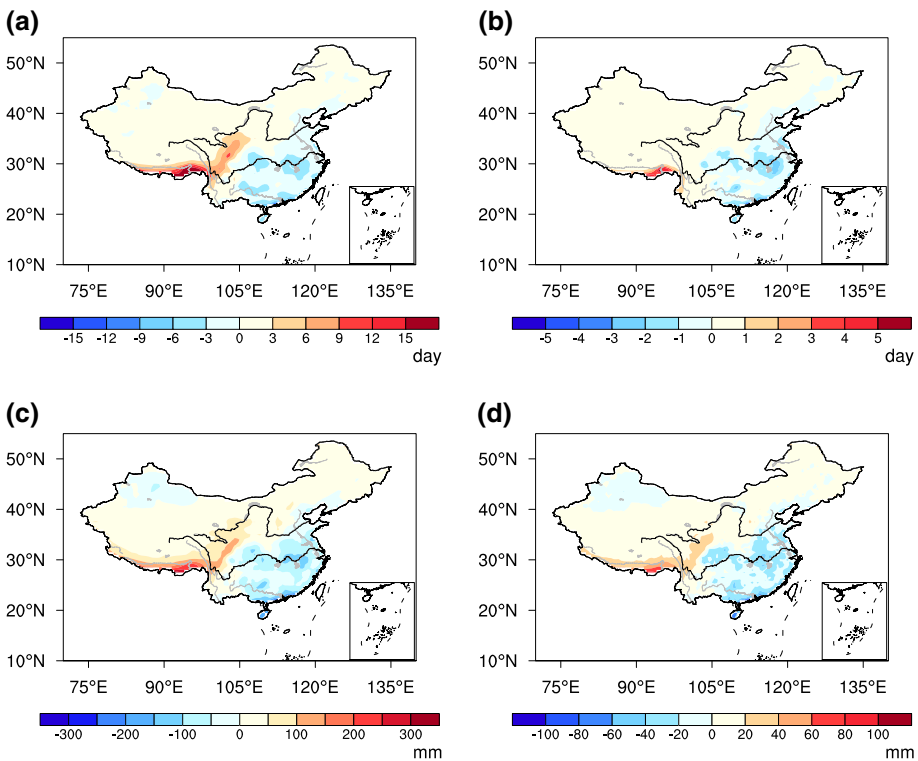 (a)
(b)
50°N
40°N
30°N
20°N
10°N
75°E 90°E 105°E 120°E 135°E
-15 -12 -9 -6 -3 0 3 6 9 12 15
day
50°N
40°N
30°N
20°N
10°N
75°E 90°E 105°E 120°E 135°E
-5 -4 -3 -2 -1 0 1 2 3 4 5
day
(c)
(d)
50°N
40°N
30°N
20°N
10°N
75°E 90°E 105°E 120°E 135°E
-300 -200 -100 0 100 200 300
mm
50°N
40°N
30°N
20°N
10°N
75°E 90°E 105°E 120°E 135°E
-100 -80 -60 -40 -20 0 20 40 60 80 100
mm